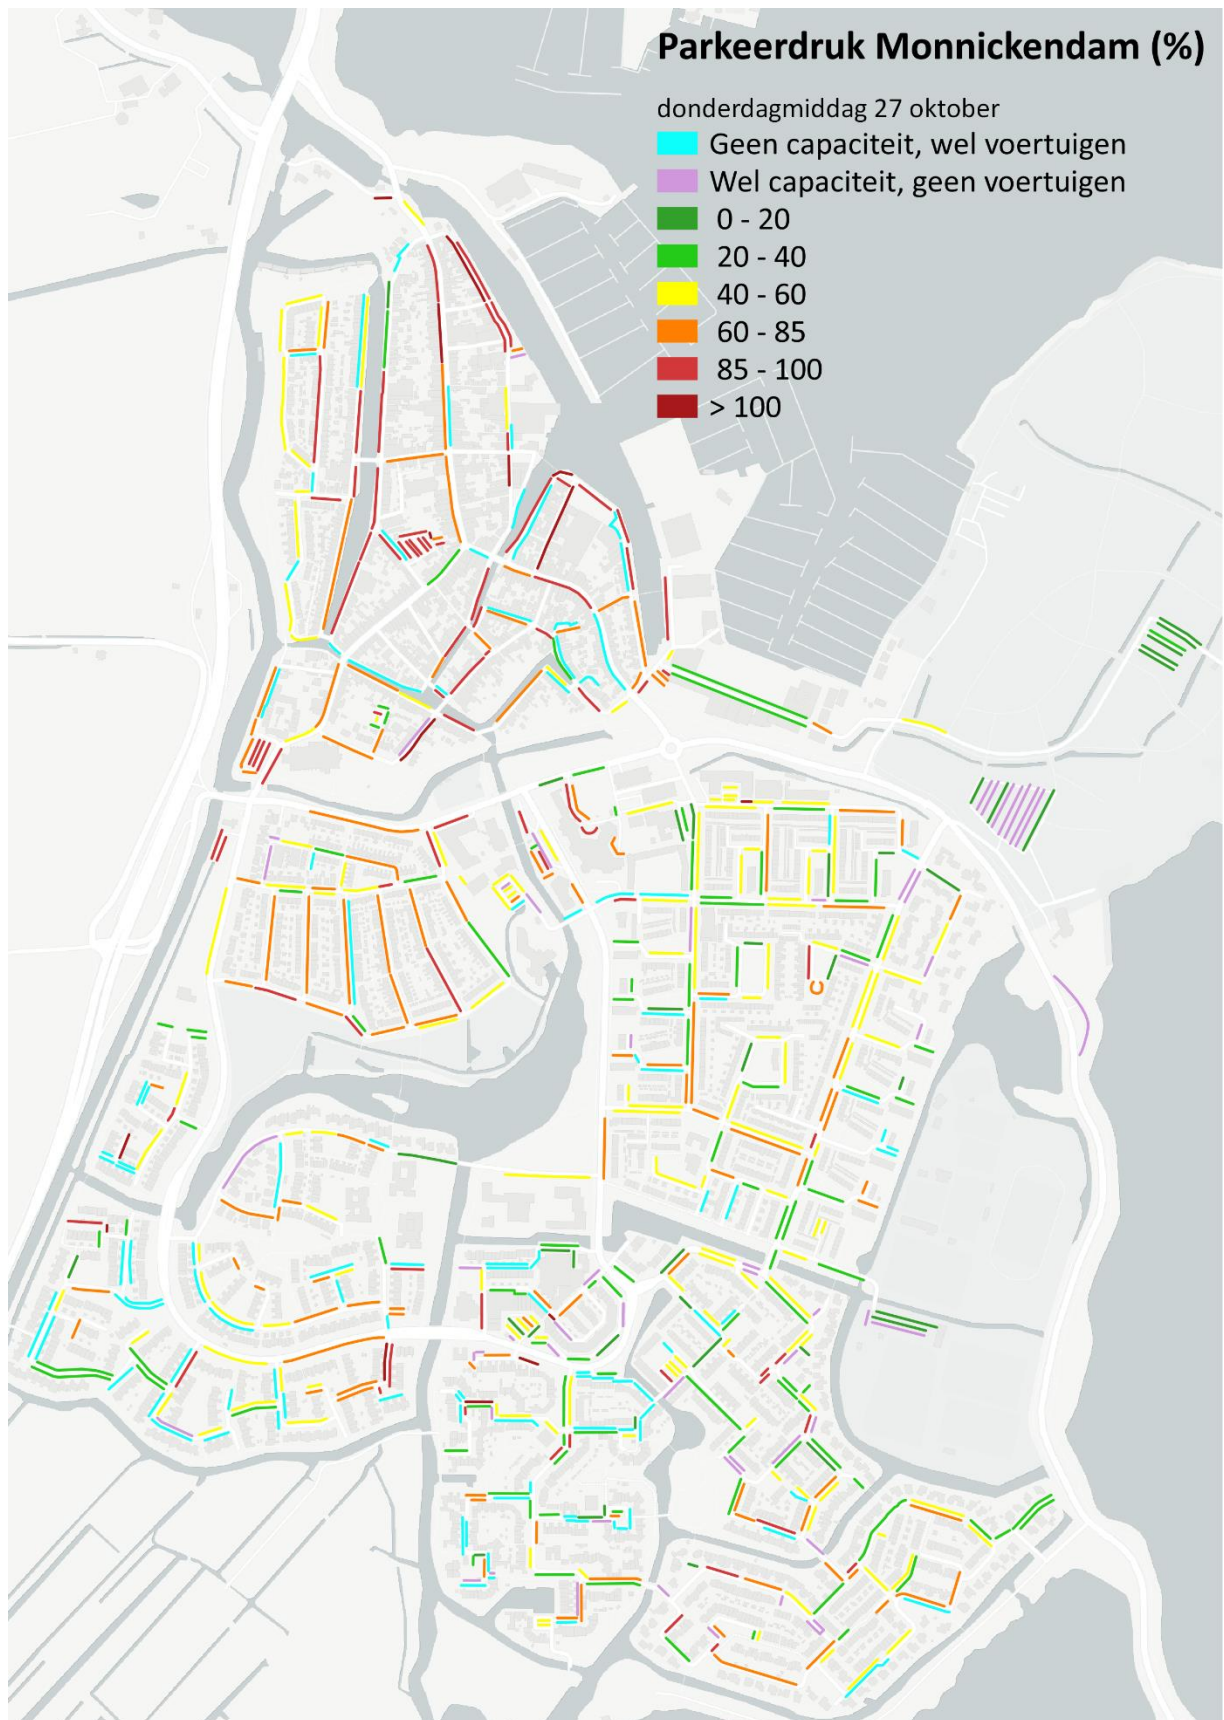 Parkeerdruk Monnickendam (%)
donderdagmiddag 27 oktober
Geen capaciteit, wel voertuigen
Wel capaciteit, geen voertuigen
0 - 20
20 - 40
40 - 60
60 - 85
85 - 100
> 100